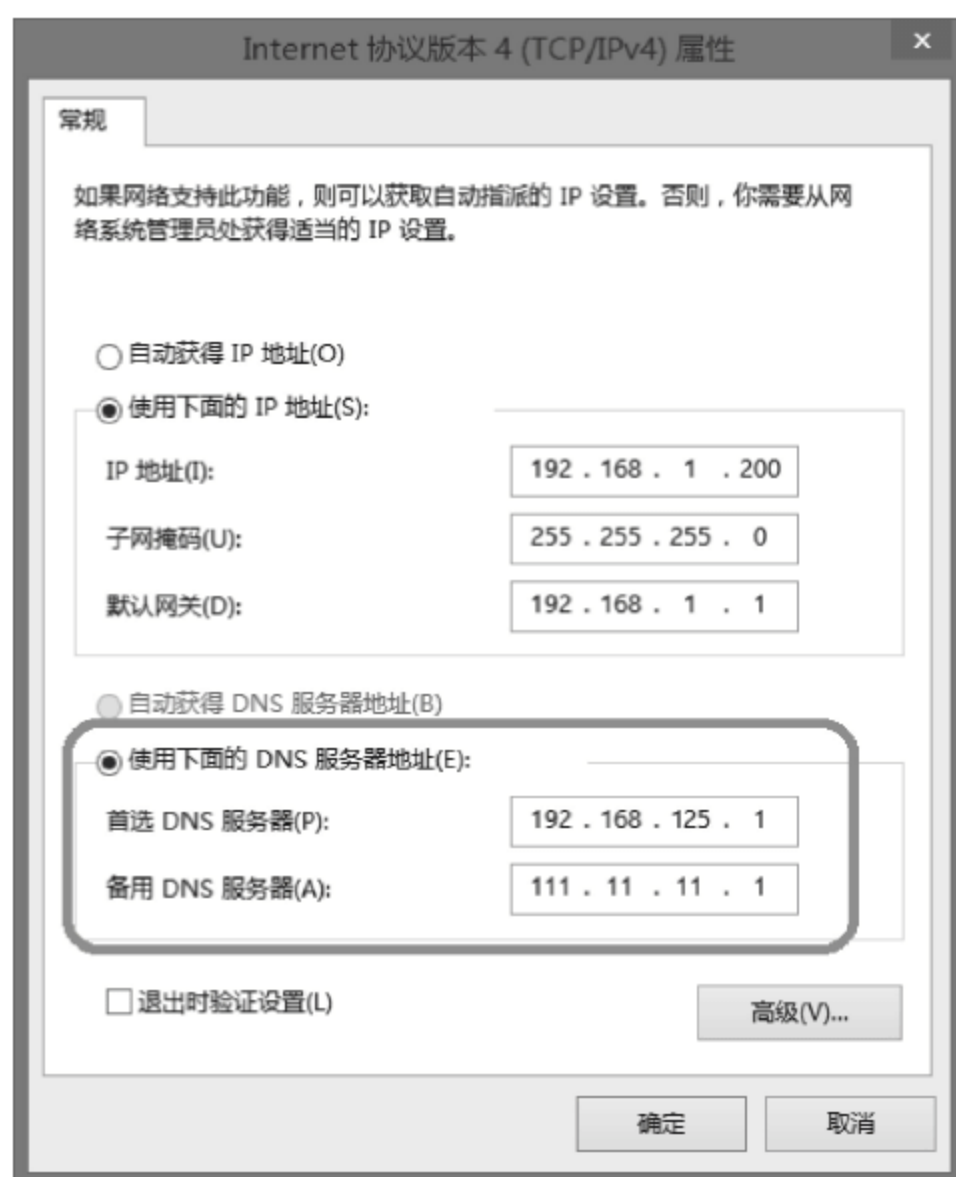 Internet 协议版本 4 (TCP/IPv4) 属性
×
常规
如果网络支持此功能，则可以获取自动指派的 IP 设置。否则，你需要从网
络系统管理员处获得适当的 IP 设置。
自动获得 IP 地址(O)
使用下面的 IP 地址(S):
IP 地址(I): 192 . 168 . 1 . 200
子网掩码(U): 255 . 255 . 255 . 0
默认网关(D): 192 . 168 . 1 . 1
自动获得 DNS 服务器地址(B)
使用下面的 DNS 服务器地址(E):
首选 DNS 服务器(P): 192 . 168 . 125 . 1
备用 DNS 服务器(A): 111 . 11 . 11 . 1
退出时验证设置(L)
高级(V)...
确定 取消